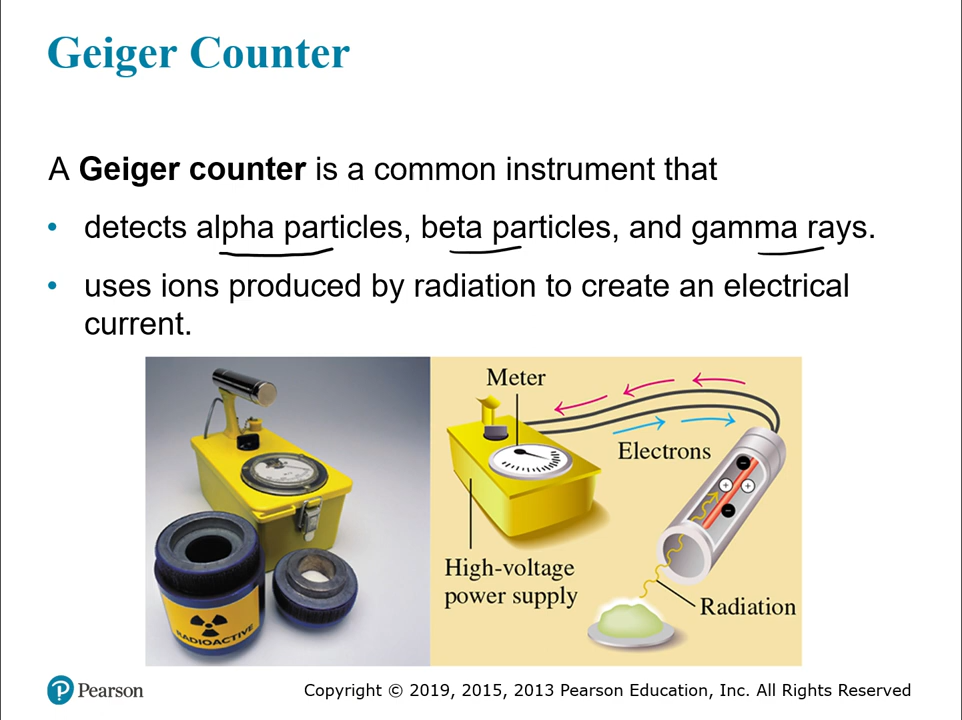 Geiger Counter
A Geiger counter is a common instrument that
• detects alpha particles, beta particles, and gamma rays.
• uses ions produced by radiation to create an electrical
current.
Meter
Electrons
High-voltage
power supply
Radiation
RADIOACTIVE
P Pearson
Copyright © 2019, 2015, 2013 Pearson Education, Inc. All Rights Reserved